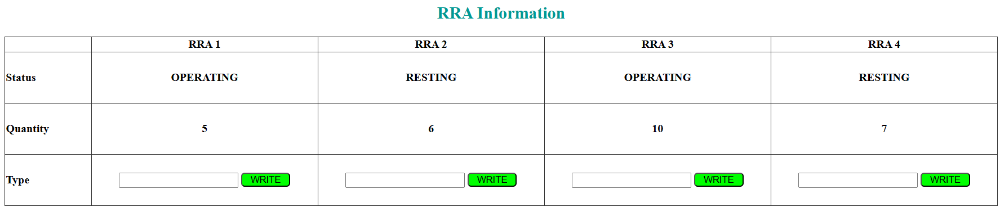 RRA Information
RRA 1 RRA 2 RRA 3 RRA 4
Status OPERATING RESTING OPERATING RESTING
Quantity 5 6 10 7
Type WRITE WRITE WRITE WRITE